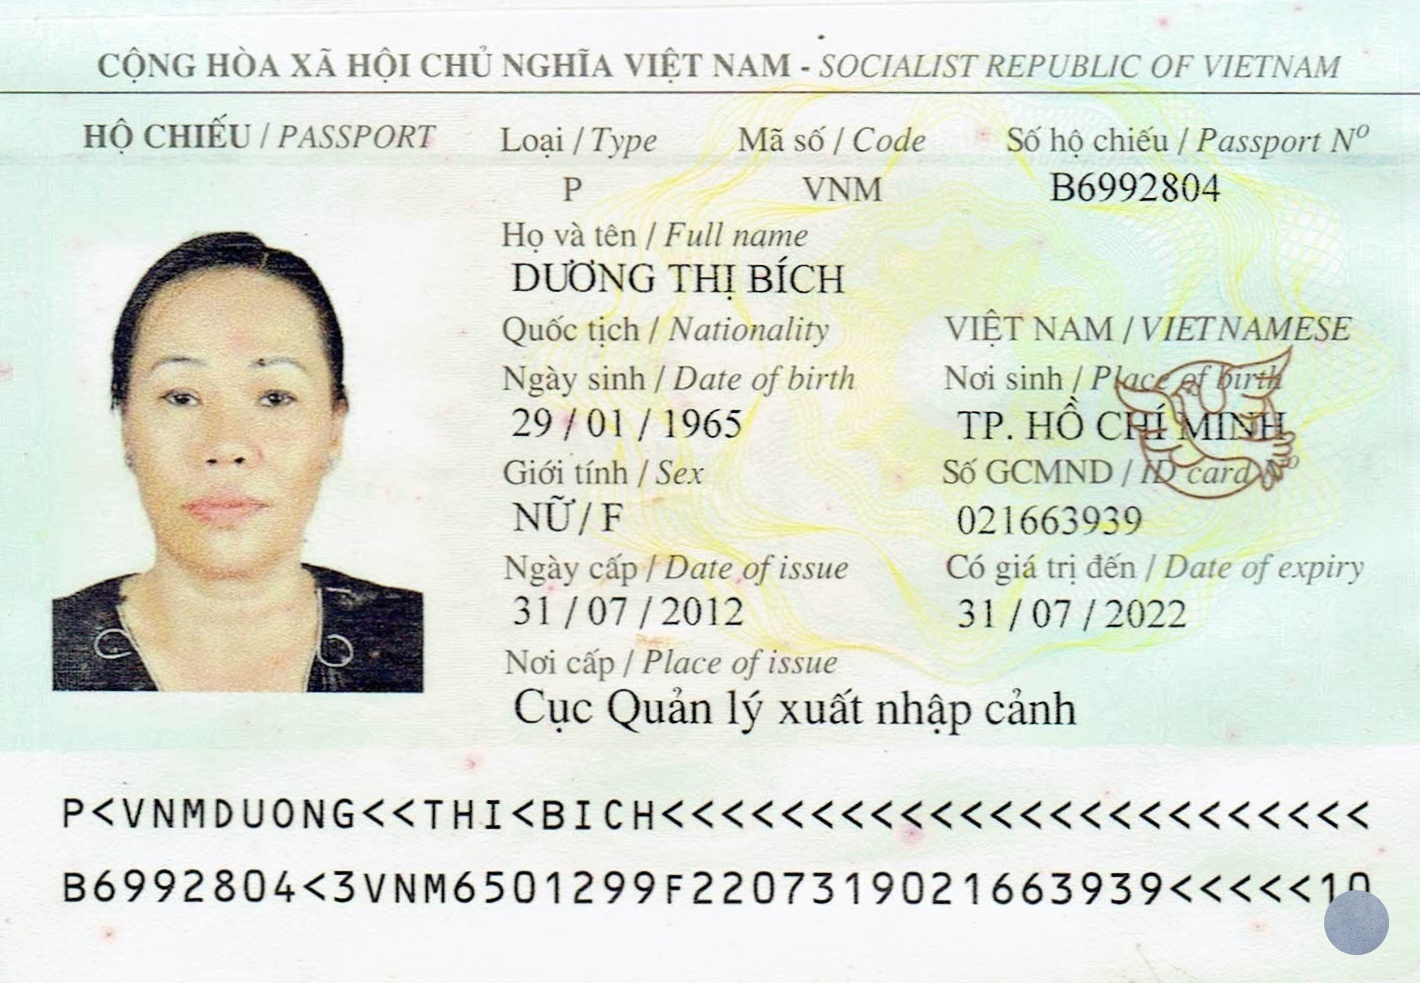 CỘNG HÒA XÃ HỘI CHỦ NGHĨA VIỆT NAM - SOCIALIST REPUBLIC OF VIETNAM
HỘ CHIẾU / PASSPORT Loại / Type Mã số / Code Số hộ chiếu / Passport Nº
P VNM B6992804
Họ và tên / Full name
DƯƠNG THỊ BÍCH
Quốc tịch / Nationality VIỆT NAM / VIETNAMESE
Ngày sinh / Date of birth Nơi sinh / Place of birth
29 / 01 / 1965 TP. HỒ CHÍ MINH
Giới tính / Sex Số GCMND / ID card Nº
NỮ / F 021663939
Ngày cấp / Date of issue Có giá trị đến / Date of expiry
31 / 07 / 2012 31 / 07 / 2022
Nơi cấp / Place of issue
Cục Quản lý xuất nhập cảnh
P<VNMDUONG<<THI<BICH<<<<<<<<<<<<<<<<<<<<<<<<
B6992804<3VNM6501299F2207319021663939<<<<<10